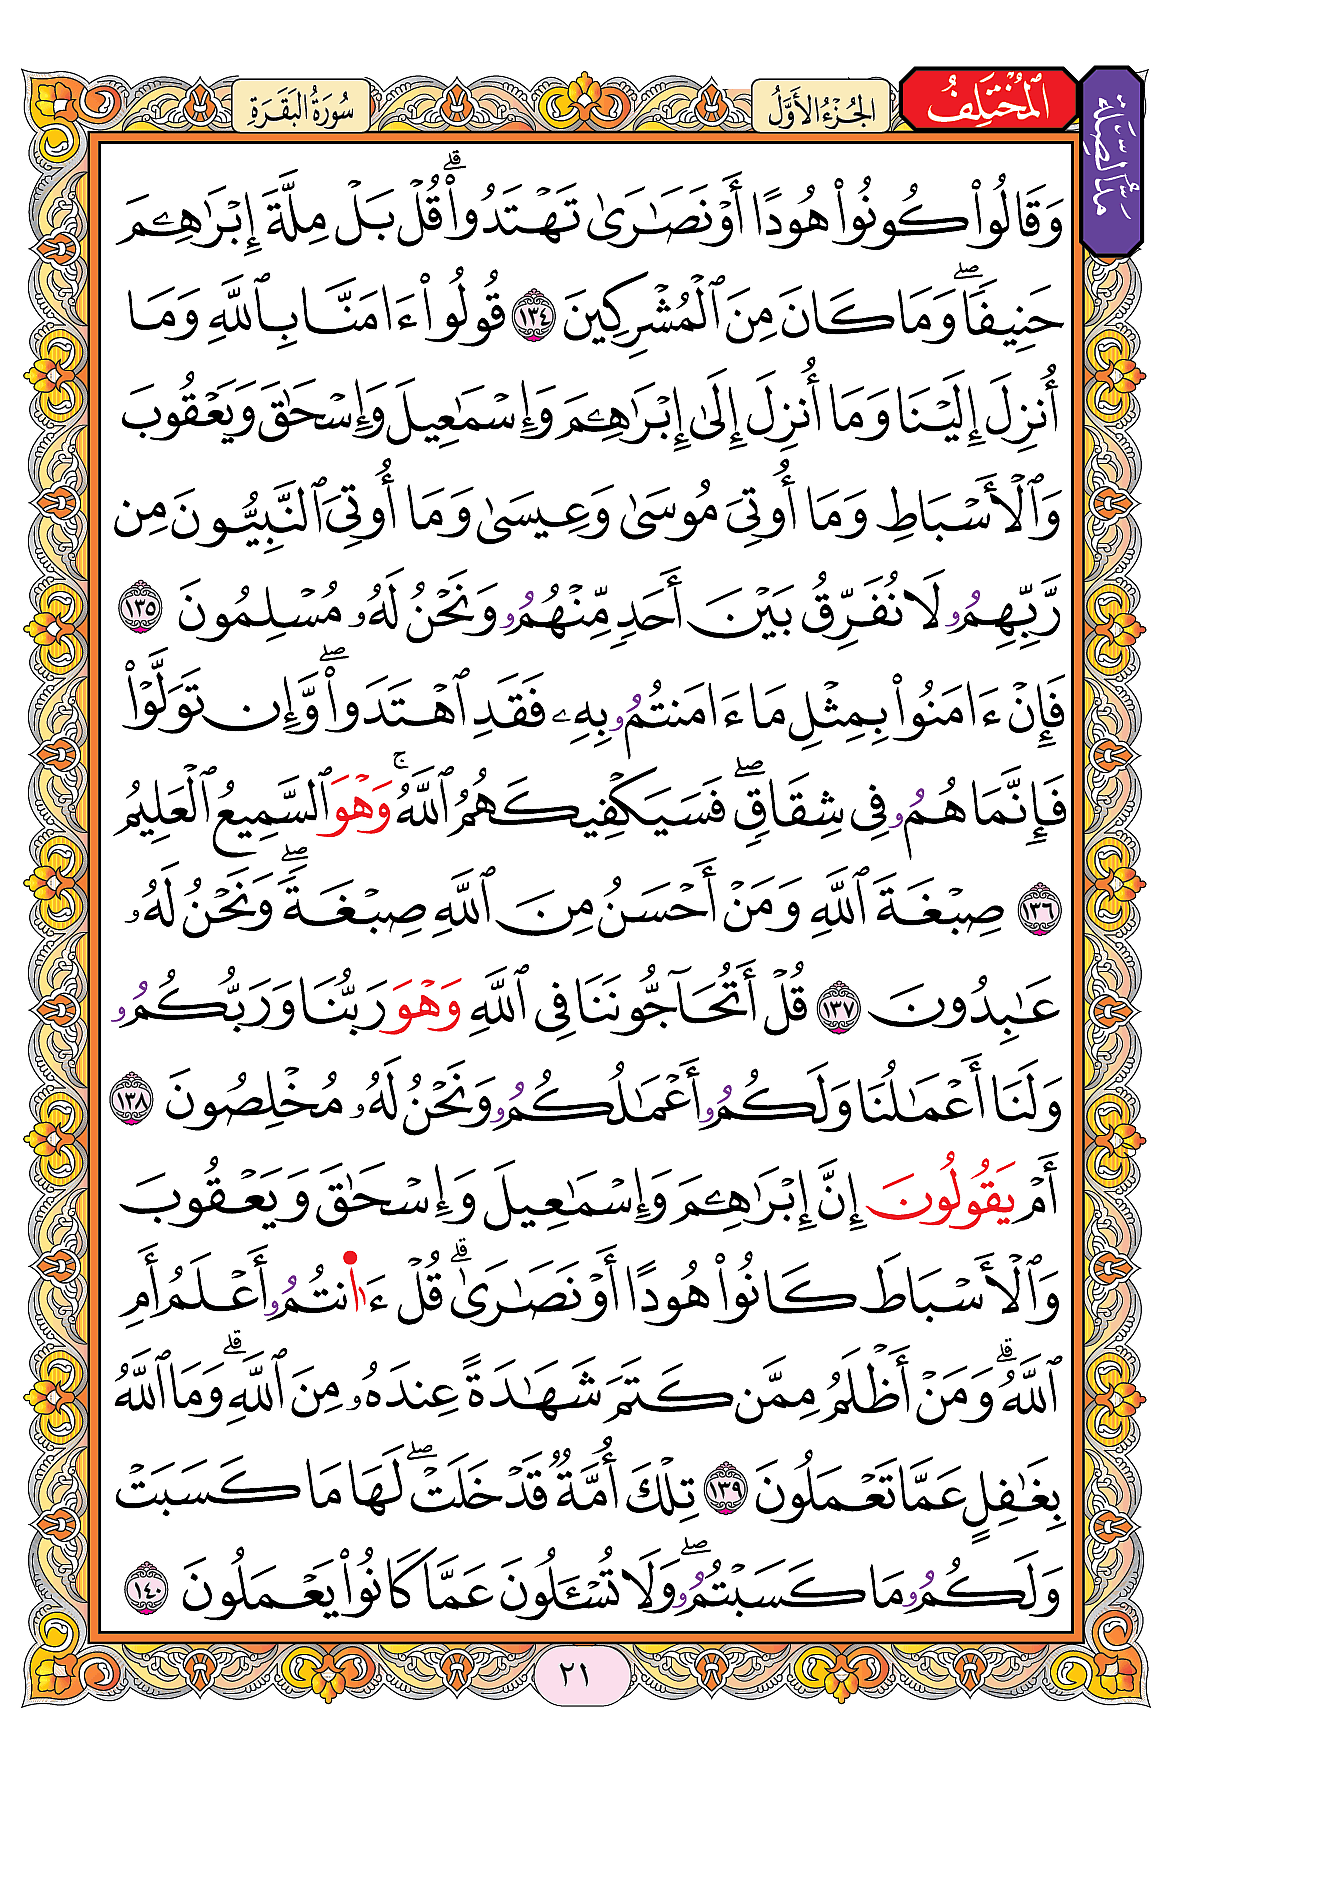 سُورَةُ البَقَرَةِ
الجُزْءُ الأَوَّلُ
ٱلْمُخْتَلِفُ
مَدُّ الصِّلَة
وَقَالُوا۟ كُونُوا۟ هُودًا أَوْ نَصَـٰرَىٰ تَهْتَدُوا۟ۗ قُلْ بَلْ مِلَّةَ إِبْرَٰهِـۧمَ
حَنِيفًاۖ وَمَا كَانَ مِنَ ٱلْمُشْرِكِينَ ١٣٤ قُولُوٓا۟ ءَامَنَّا بِٱللَّهِ وَمَا
أُنزِلَ إِلَيْنَا وَمَا أُنزِلَ إِلَىٰ إِبْرَٰهِـۧمَ وَإِسْمَـٰعِيلَ وَإِسْحَـٰقَ وَيَعْقُوبَ
وَٱلْأَسْبَاطِ وَمَا أُوتِيَ مُوسَىٰ وَعِيسَىٰ وَمَا أُوتِيَ ٱلنَّبِيُّونَ مِن
رَّبِّهِمُۥ لَا نُفَرِّقُ بَيْنَ أَحَدٍ مِّنْهُمُۥ وَنَحْنُ لَهُۥ مُسْلِمُونَ ١٣٥
فَإِنْ ءَامَنُوا۟ بِمِثْلِ مَا ءَامَنتُمُۥ بِهِۦ فَقَدِ ٱهْتَدَوا۟ۖ وَّإِن تَوَلَّوْا۟
فَإِنَّمَا هُمُۥ فِي شِقَاقٍۖ فَسَيَكْفِيكَهُمُ ٱللَّهُۚ وَهْوَ ٱلسَّمِيعُ ٱلْعَلِيمُ
١٣٦ صِبْغَةَ ٱللَّهِ وَمَنْ أَحْسَنُ مِنَ ٱللَّهِ صِبْغَةًۖ وَنَحْنُ لَهُۥ
عَـٰبِدُونَ ١٣٧ قُلْ أَتُحَآجُّونَنَا فِي ٱللَّهِ وَهْوَ رَبُّنَا وَرَبُّكُمُۥ
وَلَنَا أَعْمَـٰلُنَا وَلَكُمُۥ أَعْمَـٰلُكُمُۥ وَنَحْنُ لَهُۥ مُخْلِصُونَ ١٣٨
أَمْ يَقُولُونَ إِنَّ إِبْرَٰهِـۧمَ وَإِسْمَـٰعِيلَ وَإِسْحَـٰقَ وَيَعْقُوبَ
وَٱلْأَسْبَاطَ كَانُوا۟ هُودًا أَوْ نَصَـٰرَىٰۗ قُلْ ءَا۬نتُمُۥ أَعْلَمُ أَمِ
ٱللَّهُۗ وَمَنْ أَظْلَمُ مِمَّن كَتَمَ شَهَـٰدَةً عِندَهُۥ مِنَ ٱللَّهِۗ وَمَا ٱللَّهُ
بِغَـٰفِلٍ عَمَّا تَعْمَلُونَ ١٣٩ تِلْكَ أُمَّةٌ قَدْ خَلَتْۖ لَهَا مَا كَسَبَتْ
وَلَكُمُۥ مَا كَسَبْتُمُۥۖ وَلَا تُسْـَٔلُونَ عَمَّا كَانُوا۟ يَعْمَلُونَ ١٤٠
٢١